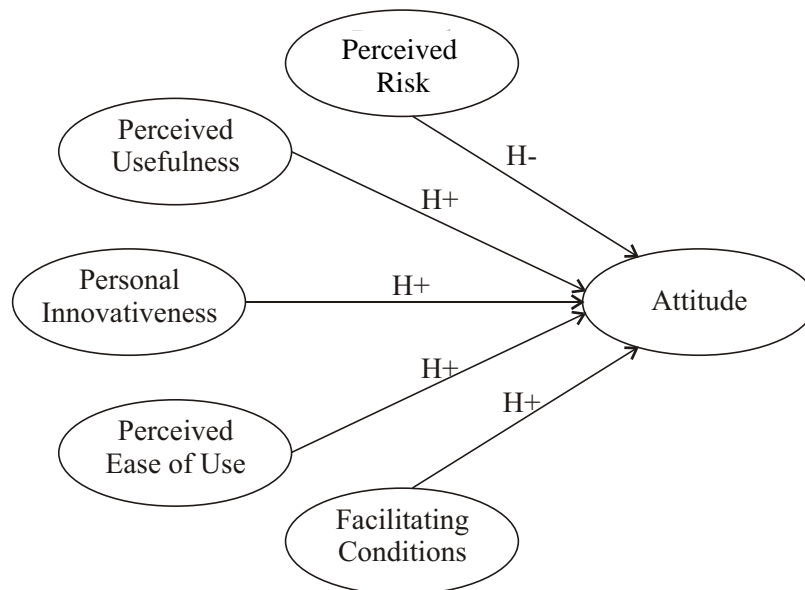 Perceived
Risk
H-
Perceived
Usefulness
H+
Personal
Innovativeness
H+
Attitude
Perceived
Ease of Use
H+
H+
Facilitating
Conditions